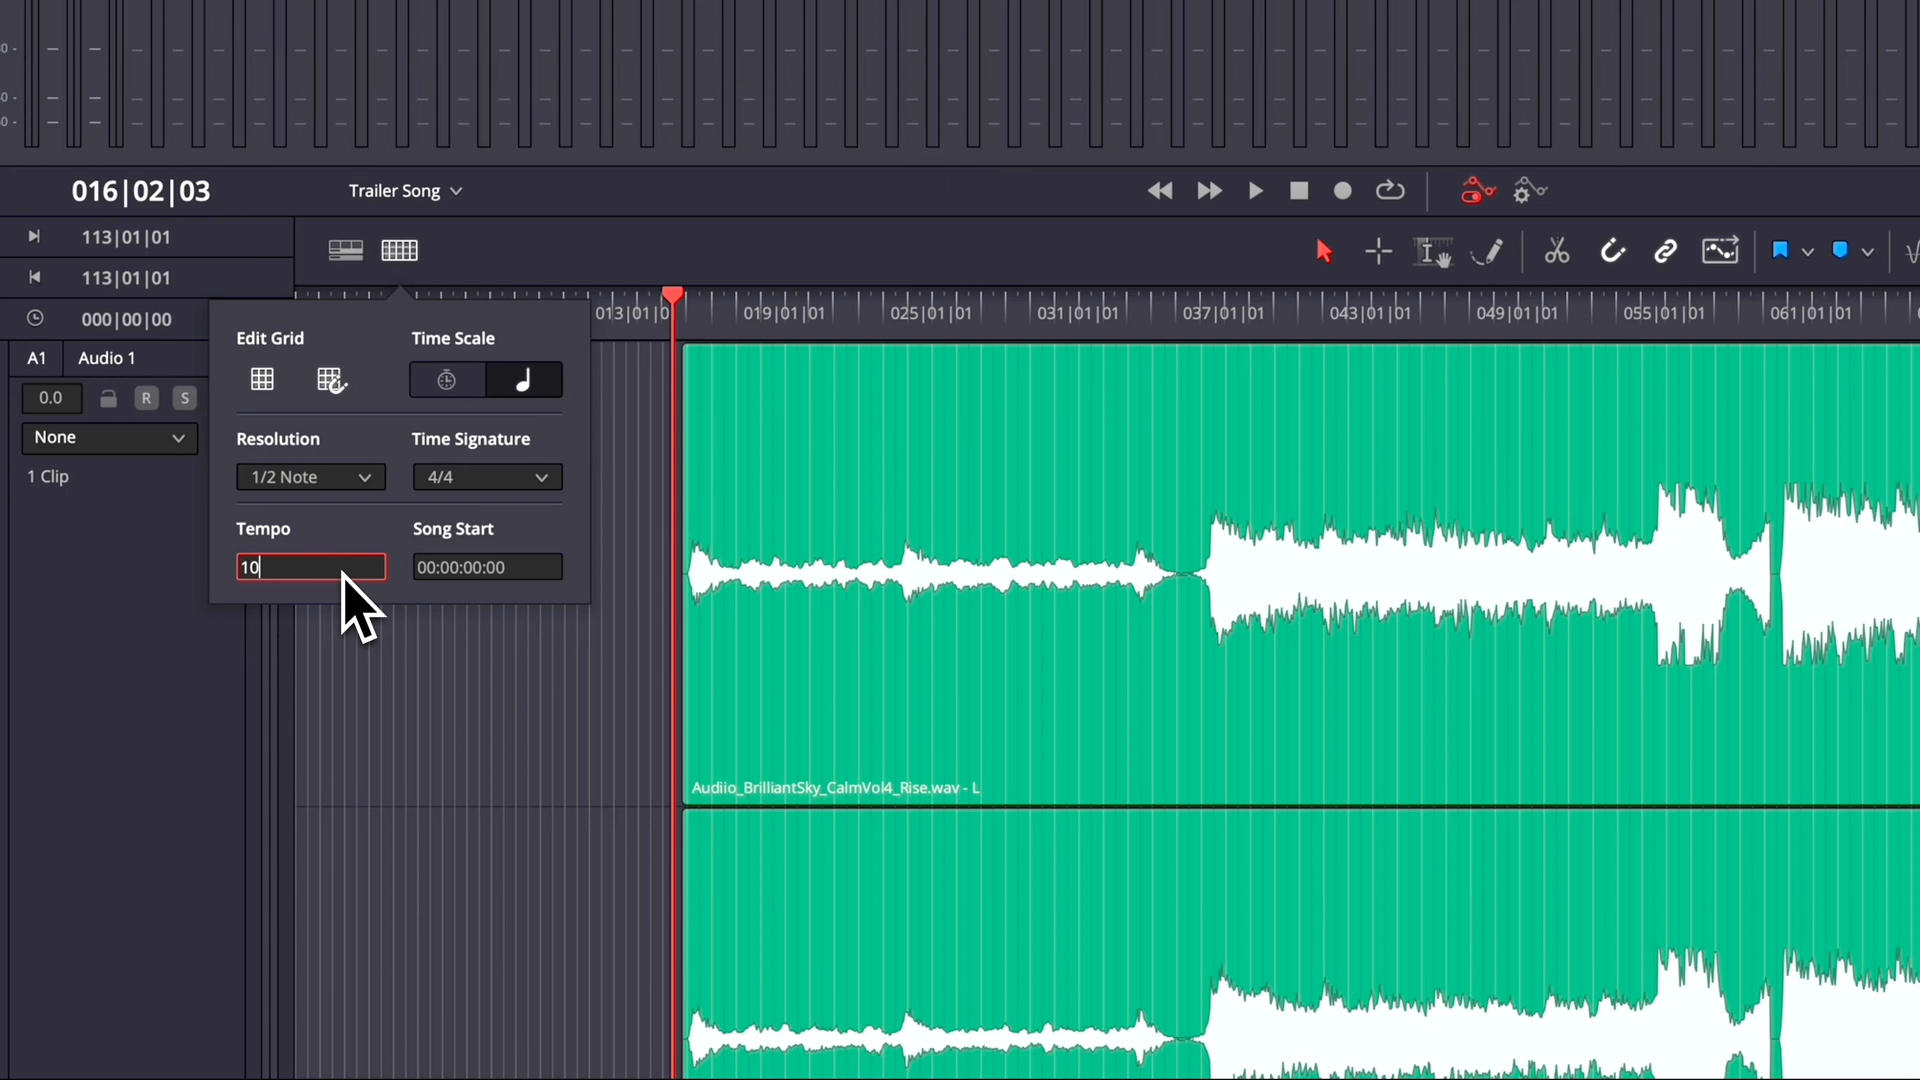 016|02|03
Trailer Song
113|01|01
113|01|01
013|01|0
019|01|01
025|01|01
031|01|01
037|01|01
043|01|01
049|01|01
055|01|01
061|01|01
000|00|00
Edit Grid
Time Scale
A1
Audio 1
0.0
R
S
None
Resolution
Time Signature
1/2 Note
4/4
1 Clip
Tempo
Song Start
10
00:00:00:00
Audiio_BrilliantSky_CalmVol4_Rise.wav - L